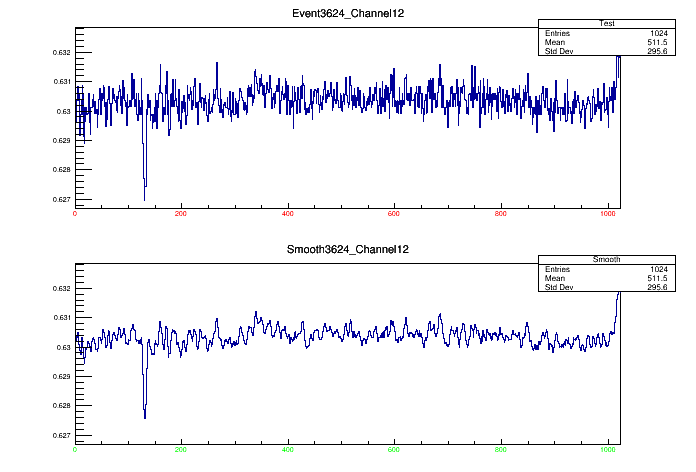 Event3624_Channel12
Test
Entries 1024
Mean 511.5
Std Dev 295.6
0.632
0.631
0.63
0.629
0.628
0.627
0 200 400 600 800 1000
Smooth3624_Channel12
Smooth
Entries 1024
Mean 511.5
Std Dev 295.6
0.632
0.631
0.63
0.629
0.628
0.627
0 200 400 600 800 1000